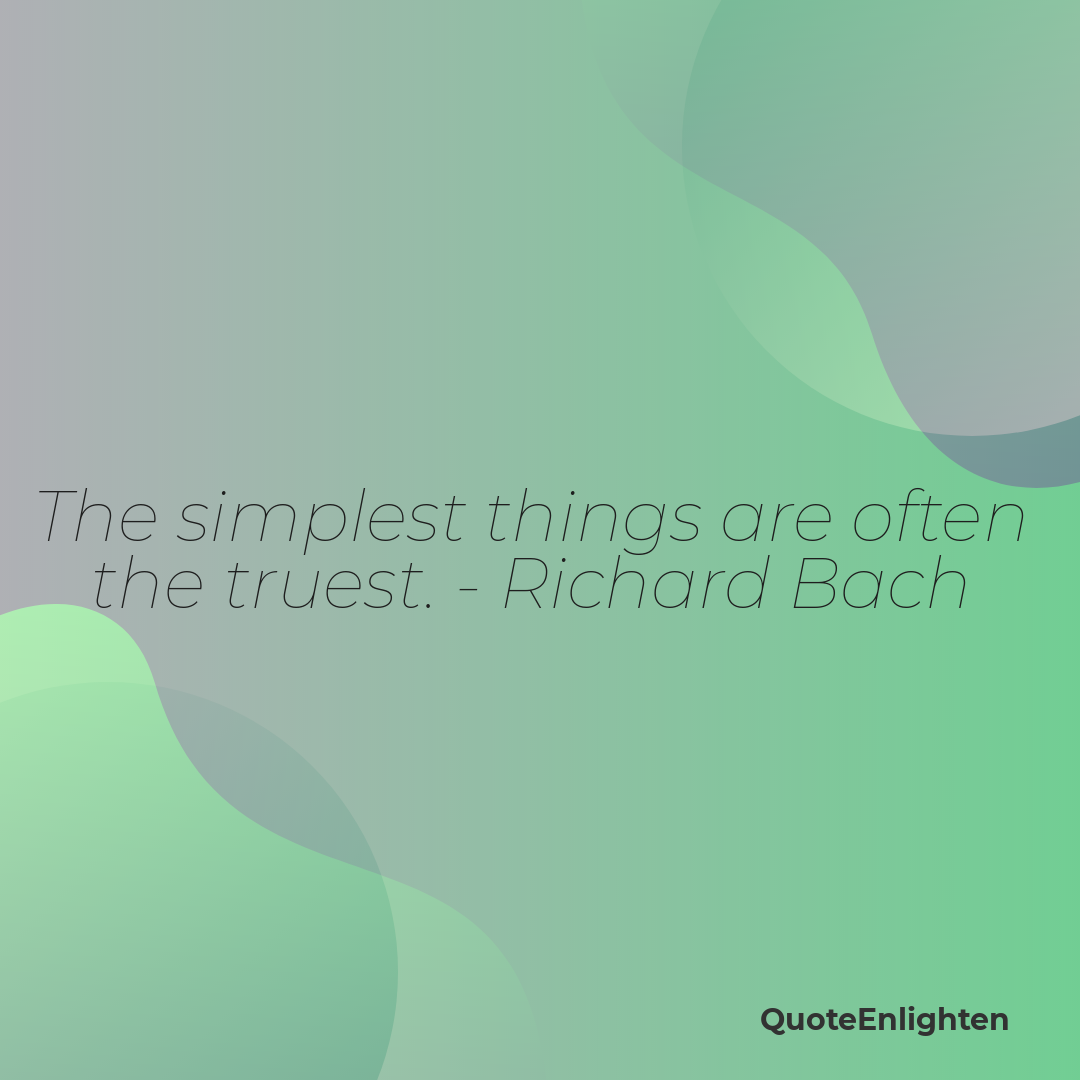 The simplest things are often
the truest. - Richard Bach
QuoteEnlighten